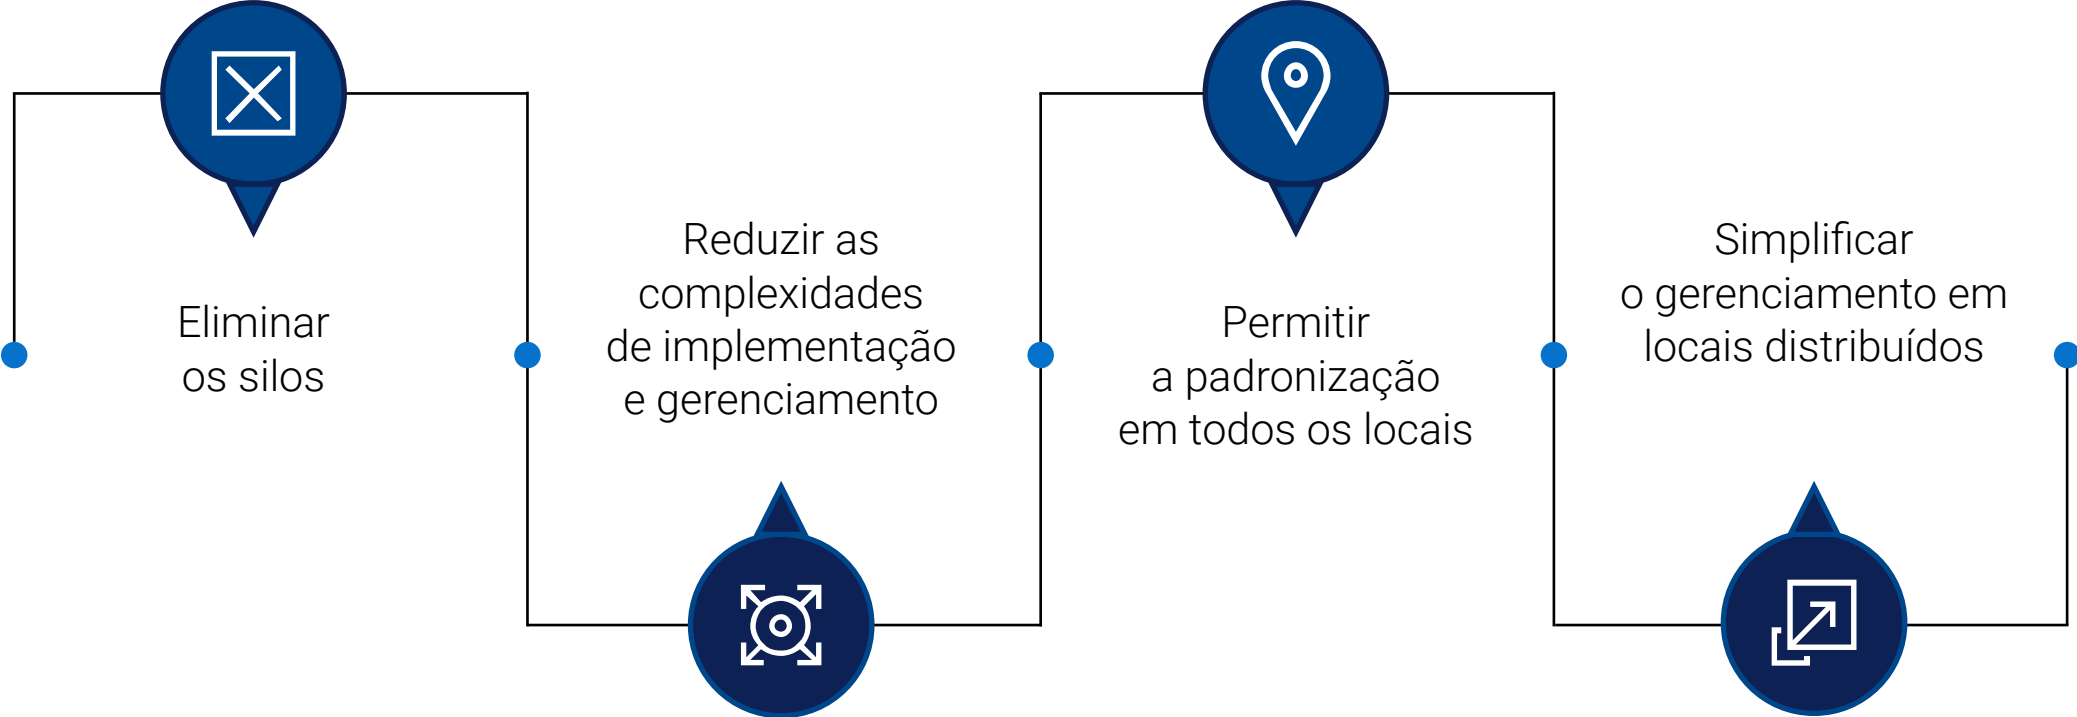 Eliminar
os silos
Reduzir as
complexidades
de implementação
e gerenciamento
Permitir
a padronização
em todos os locais
Simplificar
o gerenciamento em
locais distribuídos